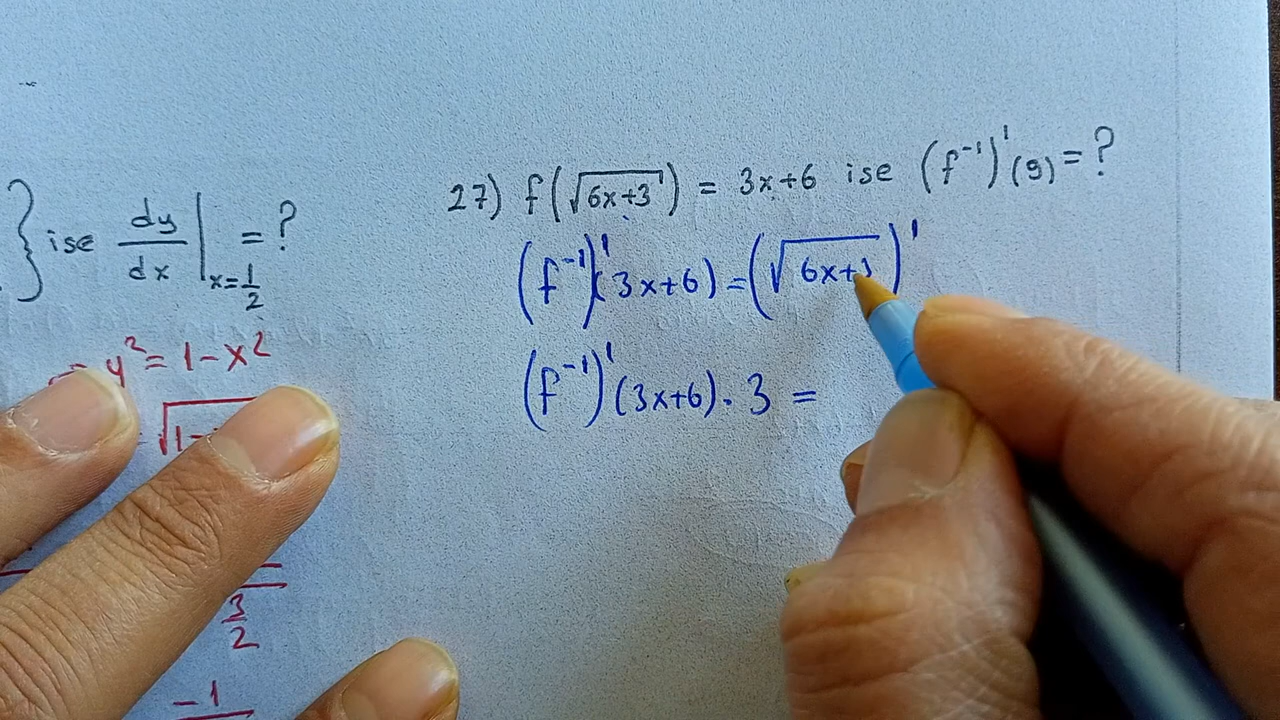 } ise dy/dx | x=1/2 = ?
y² = 1-x²
3/2
-1
27) f(√(6x+3)) = 3x+6 ise (f⁻¹)'(9) = ?
(f⁻¹)'(3x+6) = (√(6x+3))'
(f⁻¹)'(3x+6) . 3 =